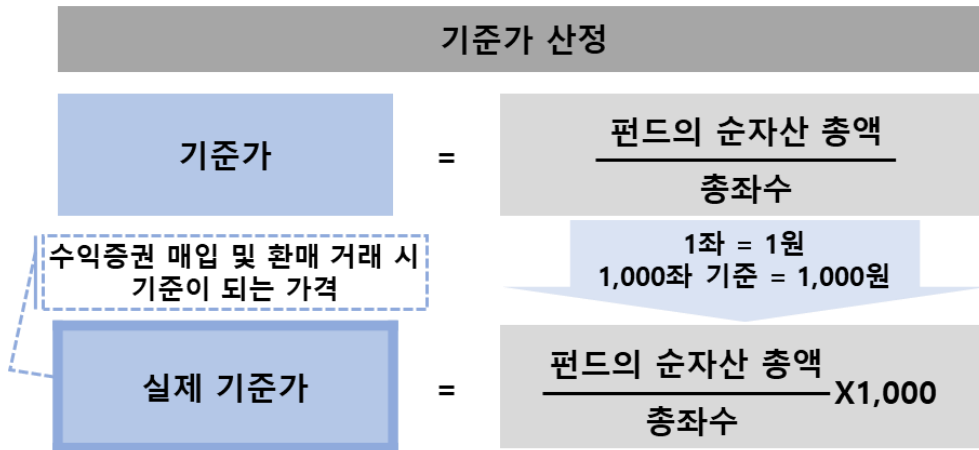 기준가 산정
기준가
=
펀드의 순자산 총액
총좌수
수익증권 매입 및 환매 거래 시
기준이 되는 가격
1좌 = 1원
1,000좌 기준 = 1,000원
실제 기준가
=
펀드의 순자산 총액
총좌수
X1,000